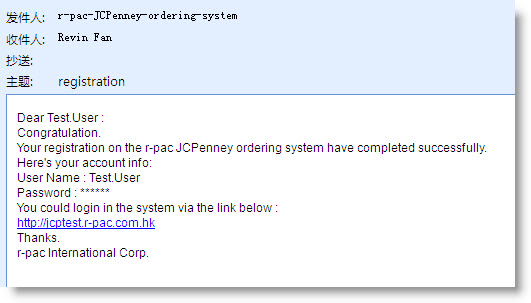 发件人: r-pac-JCPenney-ordering-system
收件人: Revin Fan
抄送:
主题: registration
Dear Test.User :
Congratulation.
Your registration on the r-pac JCPenney ordering system have completed successfully.
Here's your account info:
User Name : Test.User
Password : ******
You could login in the system via the link below :
http://jcptest.r-pac.com.hk
Thanks.
r-pac International Corp.